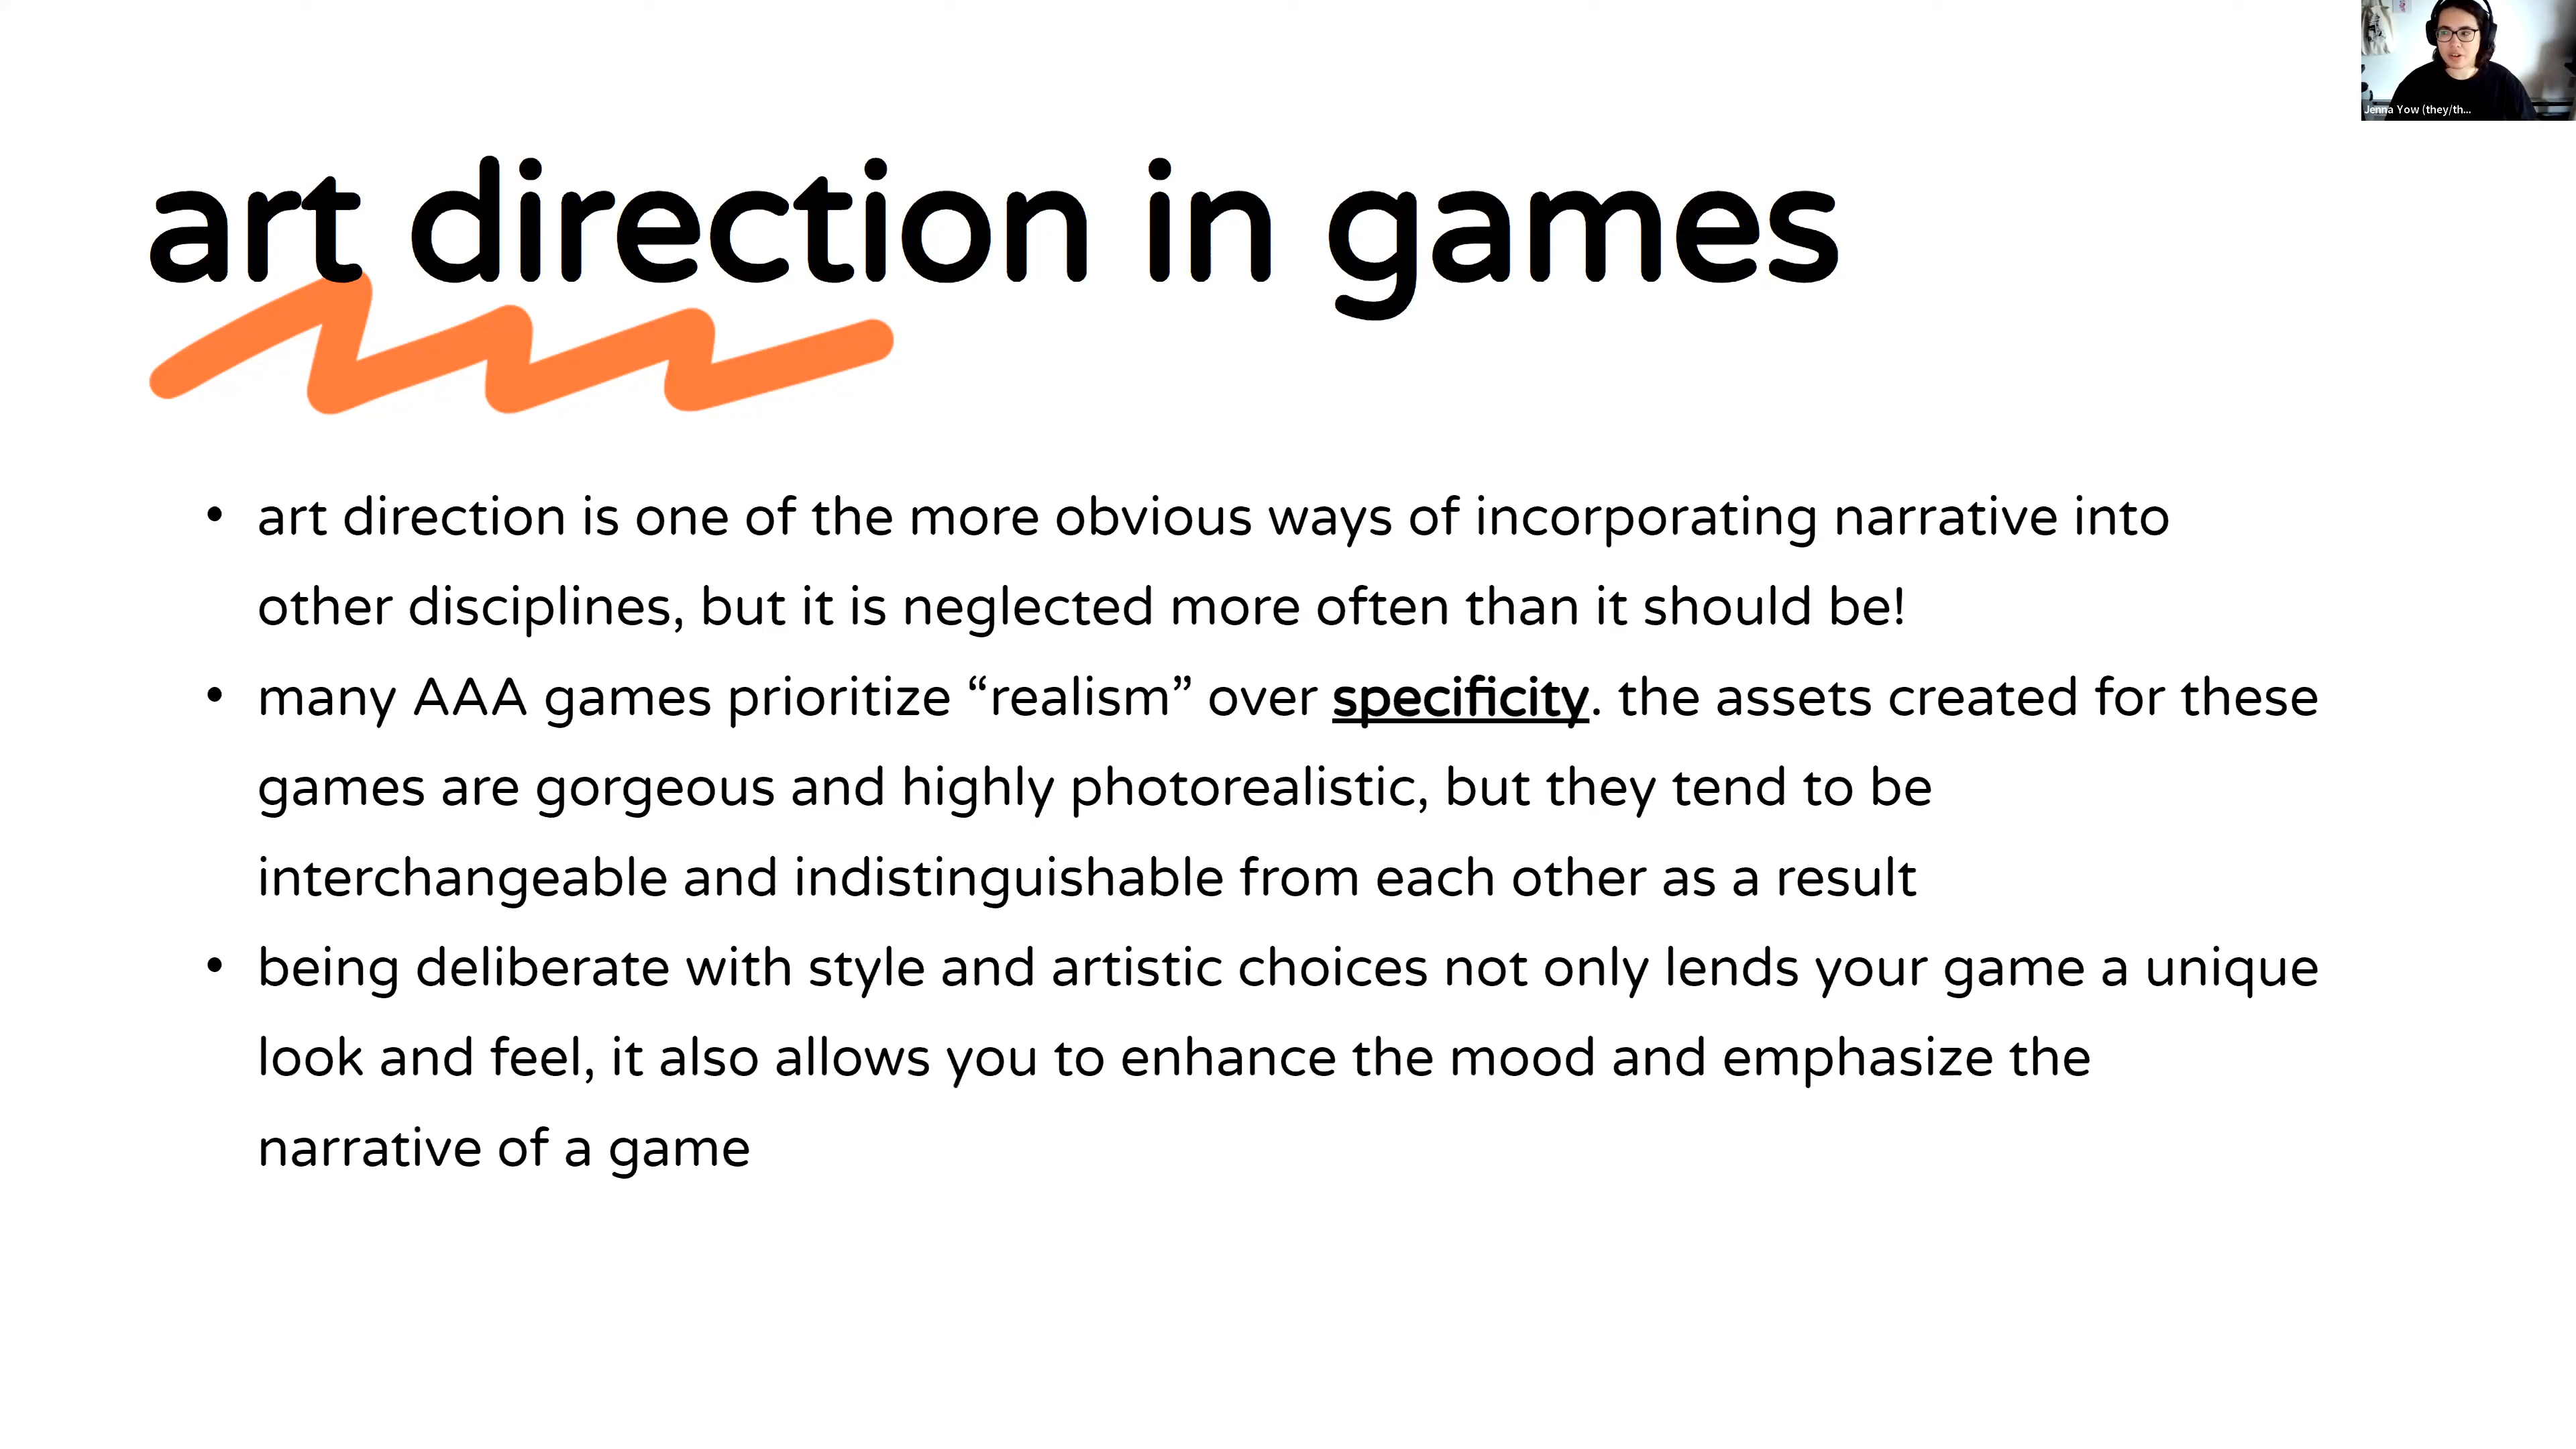 Jenna Yow (they/th...
art direction in games
• art direction is one of the more obvious ways of incorporating narrative into
other disciplines, but it is neglected more often than it should be!
• many AAA games prioritize “realism” over specificity. the assets created for these
games are gorgeous and highly photorealistic, but they tend to be
interchangeable and indistinguishable from each other as a result
• being deliberate with style and artistic choices not only lends your game a unique
look and feel, it also allows you to enhance the mood and emphasize the
narrative of a game